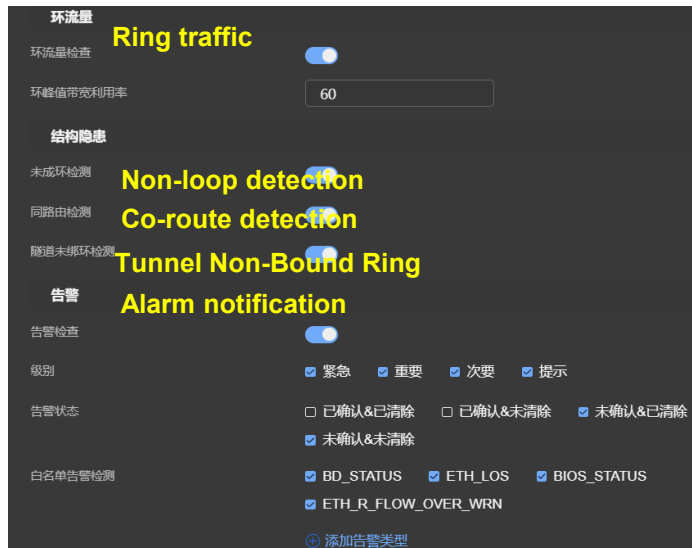 环流量
Ring traffic
环流量检查
环峰值带宽利用率
60
结构隐患
未成环检测
Non-loop detection
同路由检测
Co-route detection
隧道未绑环检测
Tunnel Non-Bound Ring
告警
Alarm notification
告警检查
级别
紧急 重要 次要 提示
告警状态
已确认&已清除 已确认&未清除 未确认&已清除
未确认&未清除
白名单告警检测
BD_STATUS ETH_LOS BIOS_STATUS
ETH_R_FLOW_OVER_WRN
添加告警类型